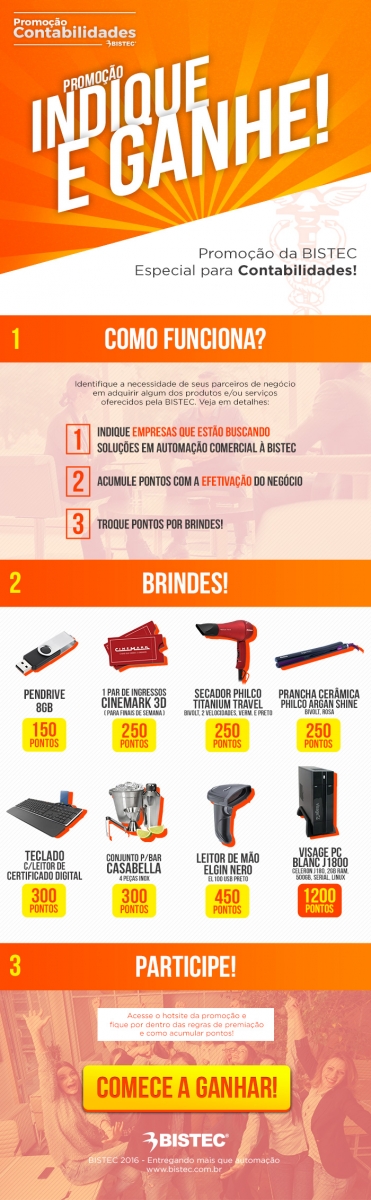 Promoção
Contabilidades
BISTEC
PROMOÇÃO
INDIQUE
E GANHE!
Promoção da BISTEC
Especial para Contabilidades!
1 COMO FUNCIONA?
Identifique a necessidade de seus parceiros de negócio
em adquirir algum dos produtos e/ou serviços
oferecidos pela BISTEC. Veja em detalhes:
1 INDIQUE EMPRESAS QUE ESTÃO BUSCANDO
SOLUÇÕES EM AUTOMAÇÃO COMERCIAL À BISTEC
2 ACUMULE PONTOS COM A EFETIVAÇÃO DO NEGÓCIO
3 TROQUE PONTOS POR BRINDES!
2 BRINDES!
CINEMARK
PENDRIVE
8GB
150
PONTOS
1 PAR DE INGRESSOS
CINEMARK 3D
( PARA FINAIS DE SEMANA )
250
PONTOS
SECADOR PHILCO
TITANIUM TRAVEL
BIVOLT, 2 VELOCIDADES, VERM. E PRETO
250
PONTOS
PRANCHA CERÂMICA
PHILCO ARGAN SHINE
BIVOLT, ROSA
250
PONTOS
TECLADO
C/LEITOR DE
CERTIFICADO DIGITAL
300
PONTOS
CONJUNTO P/BAR
CASABELLA
4 PEÇAS INOX
300
PONTOS
LEITOR DE MÃO
ELGIN NERO
EL 100 USB PRETO
450
PONTOS
VISAGE PC
BLANC J1800
CELERON J180, 2GB RAM,
500GB, SERIAL, LINUX
1200
PONTOS
3 PARTICIPE!
Acesse o hotsite da promoção e
fique por dentro das regras de premiação
e como acumular pontos!
COMECE A GANHAR!
BISTEC
BISTEC 2016 - Entregando mais que automação
www.bistec.com.br